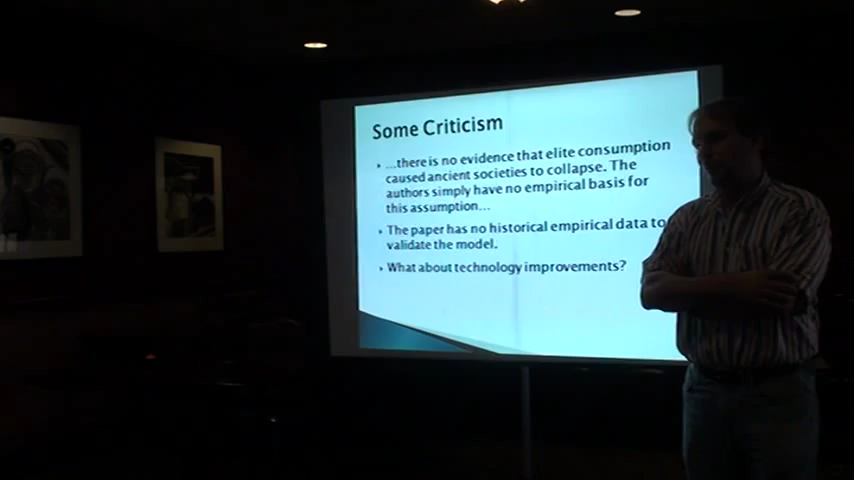 Some Criticism
...there is no evidence that elite consumption
caused ancient societies to collapse. The
authors simply have no empirical basis for
this assumption...
The paper has no historical empirical data to
validate the model.
What about technology improvements?